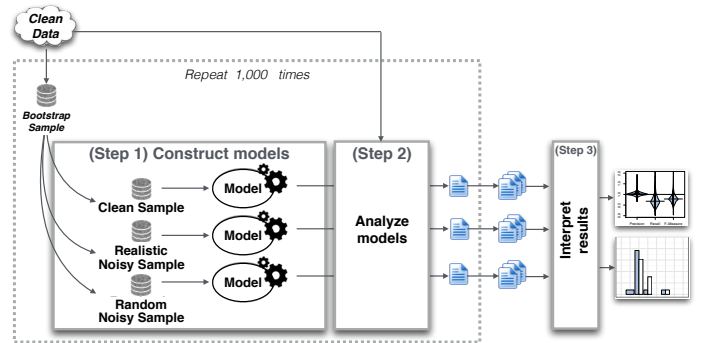 Clean
Data
Repeat 1,000 times
Bootstrap
Sample
(Step 1) Construct models
(Step 2)
(Step 3)
Clean Sample
Model
Realistic
Noisy Sample
Model
Random
Noisy Sample
Model
Analyze
models
Interpret
results
Precision Recall F-Measure